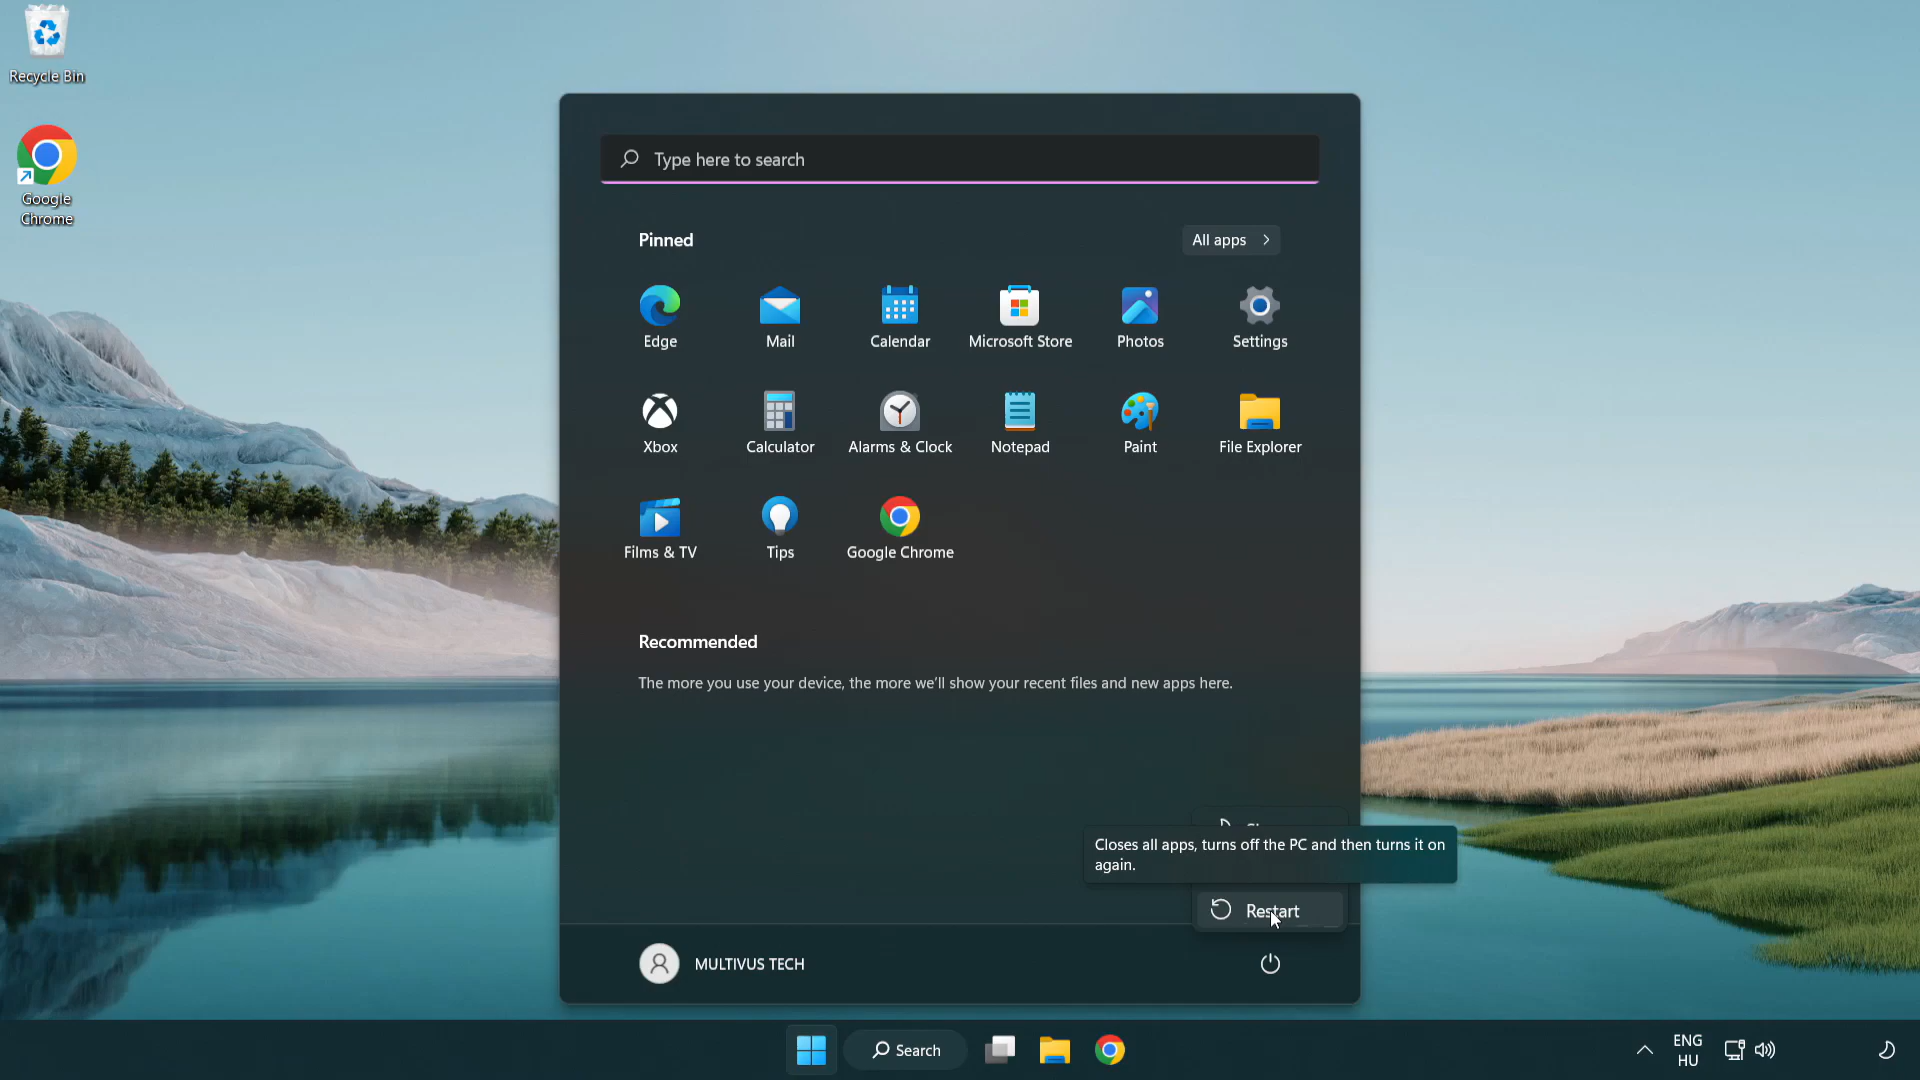 Recycle Bin
Google
Chrome
Type here to search
Pinned
All apps
Edge
Mail
Calendar
Microsoft Store
Photos
Settings
Xbox
Calculator
Alarms & Clock
Notepad
Paint
File Explorer
Films & TV
Tips
Google Chrome
Recommended
The more you use your device, the more we'll show your recent files and new apps here.
Closes all apps, turns off the PC and then turns it on
again.
Restart
MULTIVUS TECH
Search
ENG
HU